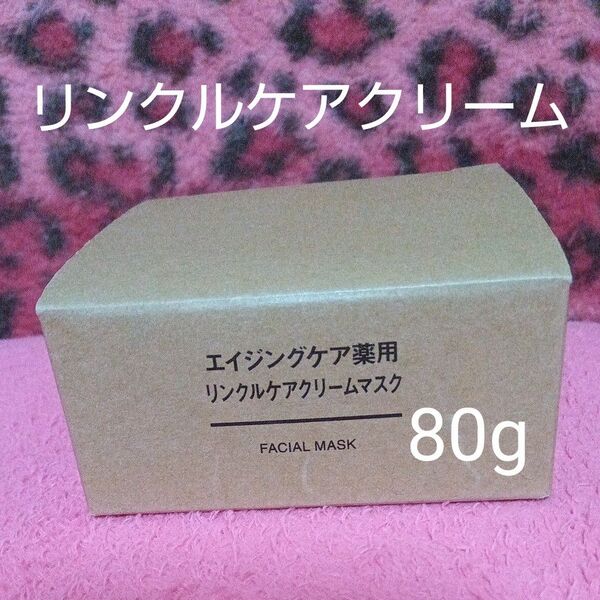 リンクルケアクリーム
エイジングケア薬用
リンクルケアクリームマスク
FACIAL MASK
80g